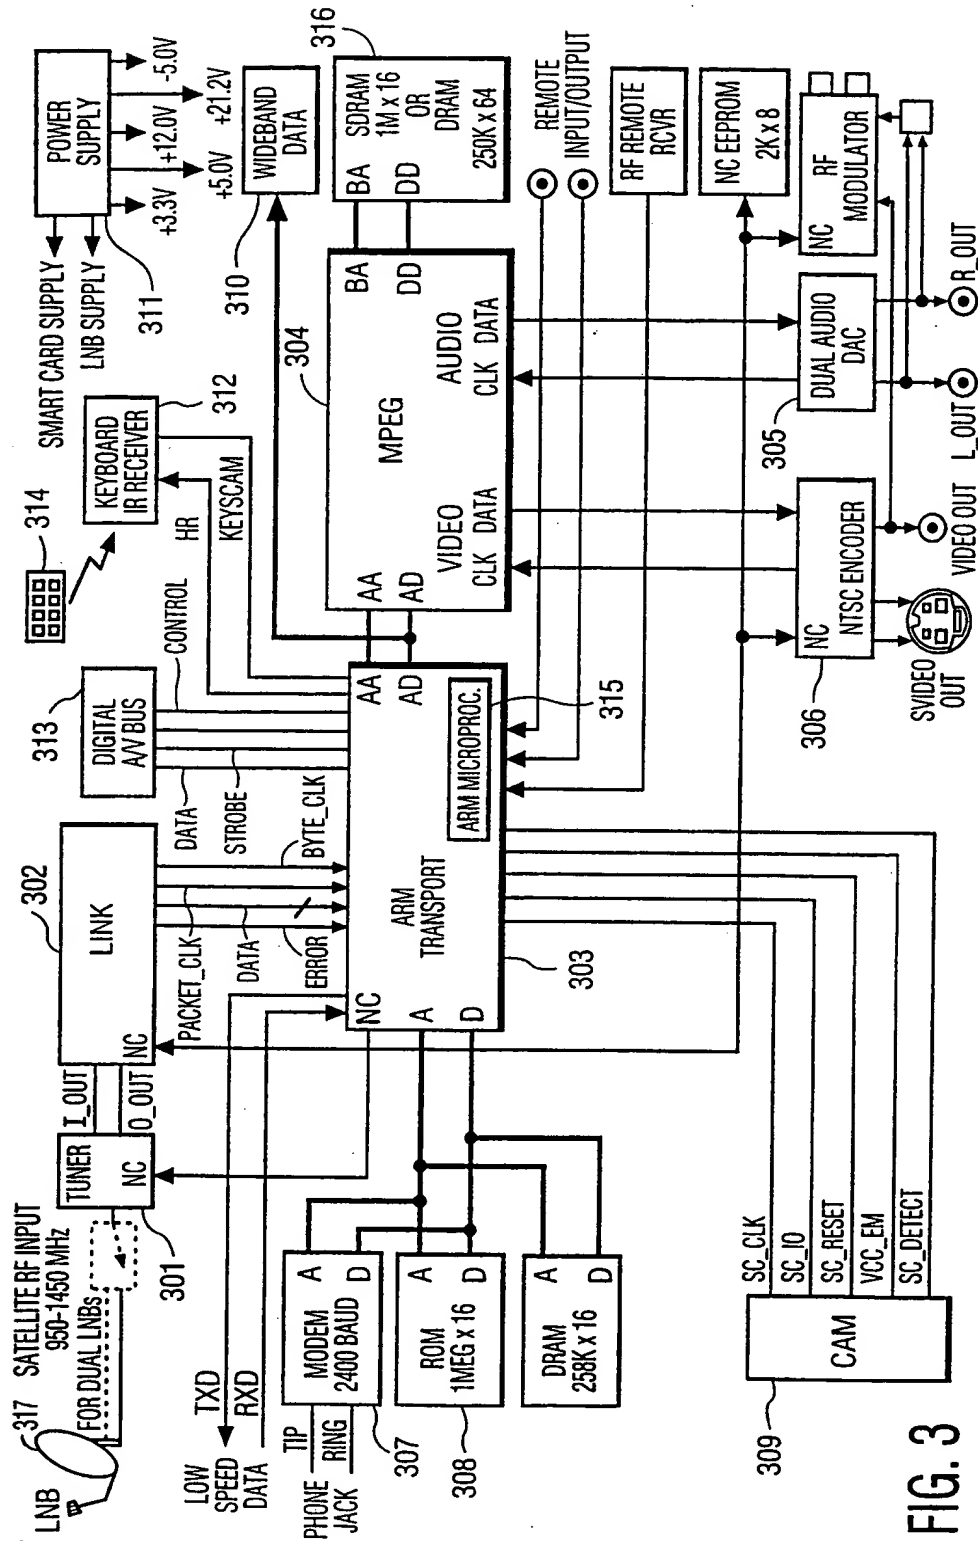 LNB
317
SATELLITE RF INPUT
950-1450 MHz
FOR DUAL LNBs
301
TUNER
NC
I_OUT
Q_OUT
LINK
NC
302
PACKET_CLK
DATA
ERROR
BYTE_CLK
DIGITAL
A/V BUS
313
DATA
STROBE
CONTROL
314
KEYBOARD
IR RECEIVER
312
HR
KEYSCAM
SMART CARD SUPPLY
LNB SUPPLY
311
POWER
SUPPLY
+3.3V
+5.0V
+12.0V
+21.2V
-5.0V
310
WIDEBAND
DATA
304
316
SDRAM
1M x 16
OR
DRAM
250K x 64
BA
DD
BA
DD
MPEG
AA
AD
VIDEO
CLK DATA
AUDIO
CLK DATA
AA
AD
ARM MICROPROC.
315
ARM
TRANSPORT
303
NC
A
D
LOW
SPEED
DATA
TXD
RXD
PHONE
JACK
TIP
RING
MODEM
2400 BAUD
A
D
307
ROM
1MEG x 16
A
D
308
DRAM
258K x 16
A
D
CAM
309
SC_CLK
SC_IO
SC_RESET
VCC_EM
SC_DETECT
REMOTE
INPUT/OUTPUT
RF REMOTE
RCVR
NC EEPROM
2K x 8
NC
RF
MODULATOR
DUAL AUDIO
DAC
305
NC
NTSC ENCODER
306
SVIDEO
OUT
VIDEO OUT
L_OUT
R_OUT
FIG. 3